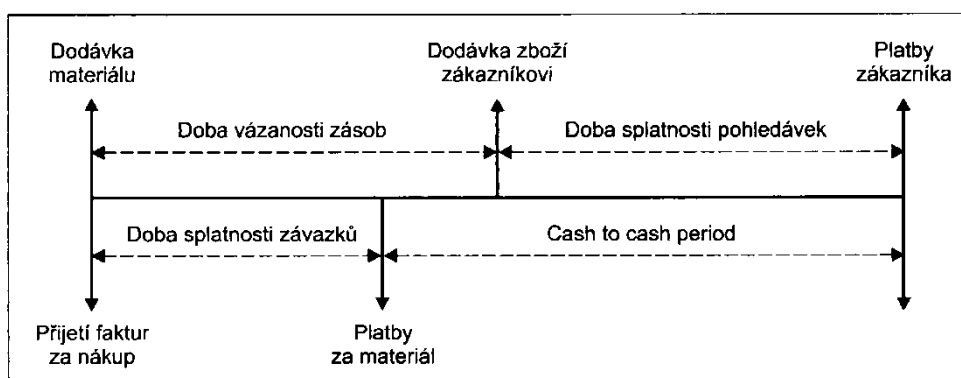 Dodávka
materiálu
Dodávka zboží
zákazníkovi
Platby
zákazníka
Doba vázanosti zásob
Doba splatnosti pohledávek
Doba splatnosti závazků
Cash to cash period
Přijetí faktur
za nákup
Platby
za materiál